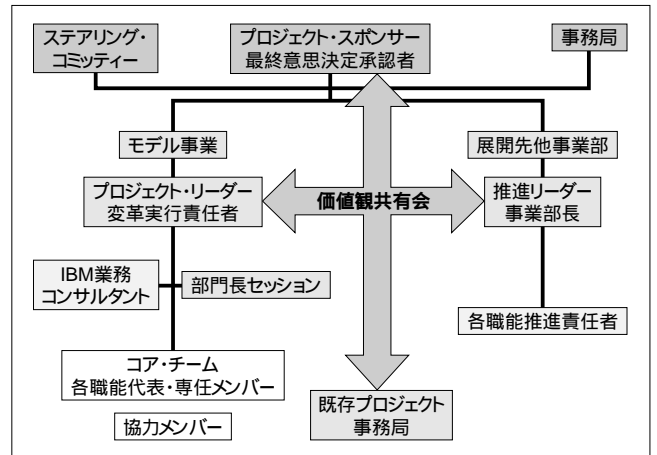 ステアリング・
コミッティー
プロジェクト・スポンサー
最終意思決定承認者
事務局
モデル事業
展開先他事業部
プロジェクト・リーダー
変革実行責任者
価値観共有会
推進リーダー
事業部長
IBM業務
コンサルタント
部門長セッション
各職能推進責任者
コア・チーム
各職能代表・専任メンバー
既存プロジェクト
事務局
協力メンバー